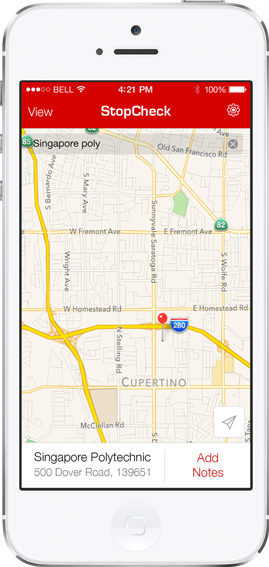 BELL 4:21 PM 100%
View StopCheck
85
Singapore poly
Old San Francisco Rd
S Bernardo Ave
S Mary Ave
Sunnyvale Saratoga Rd
82
W Fremont Ave E Fremont Ave
Wright Ave
S Wolfe Rd
W Homestead Rd E Homestead Rd
280
N Stelling Rd
CUPERTINO
McClellan Rd
Singapore Polytechnic
500 Dover Road, 139651
Add
Notes